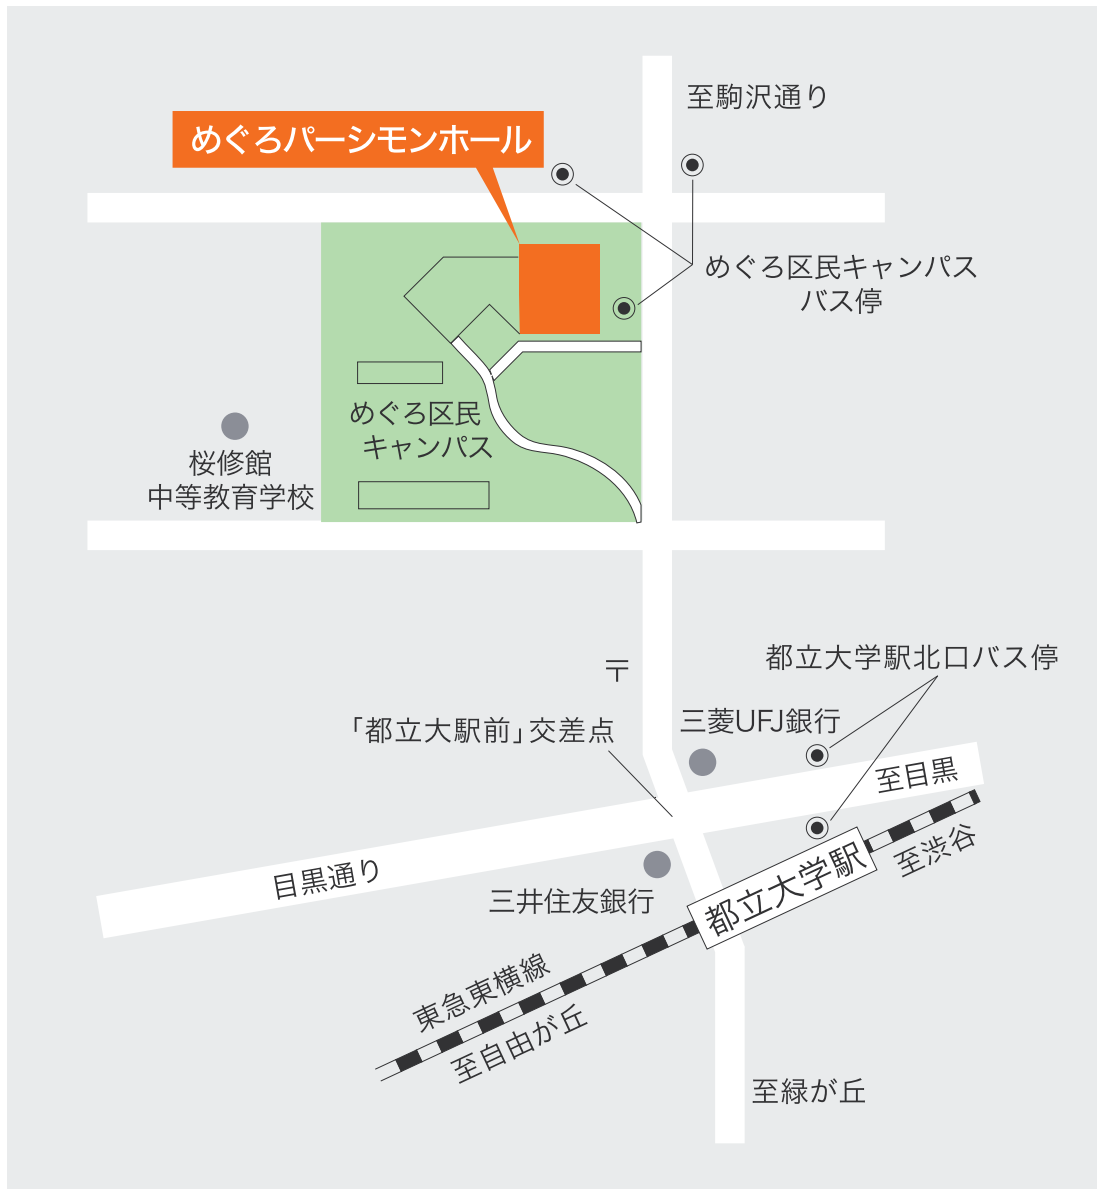 至駒沢通り
めぐろパーシモンホール
めぐろ区民キャンパス
バス停
めぐろ区民
キャンパス
桜修館
中等教育学校
都立大学駅北口バス停
〒
三菱UFJ銀行
「都立大駅前」交差点
至目黒
至渋谷
目黒通り
都立大学駅
三井住友銀行
東急東横線
至自由が丘
至緑が丘